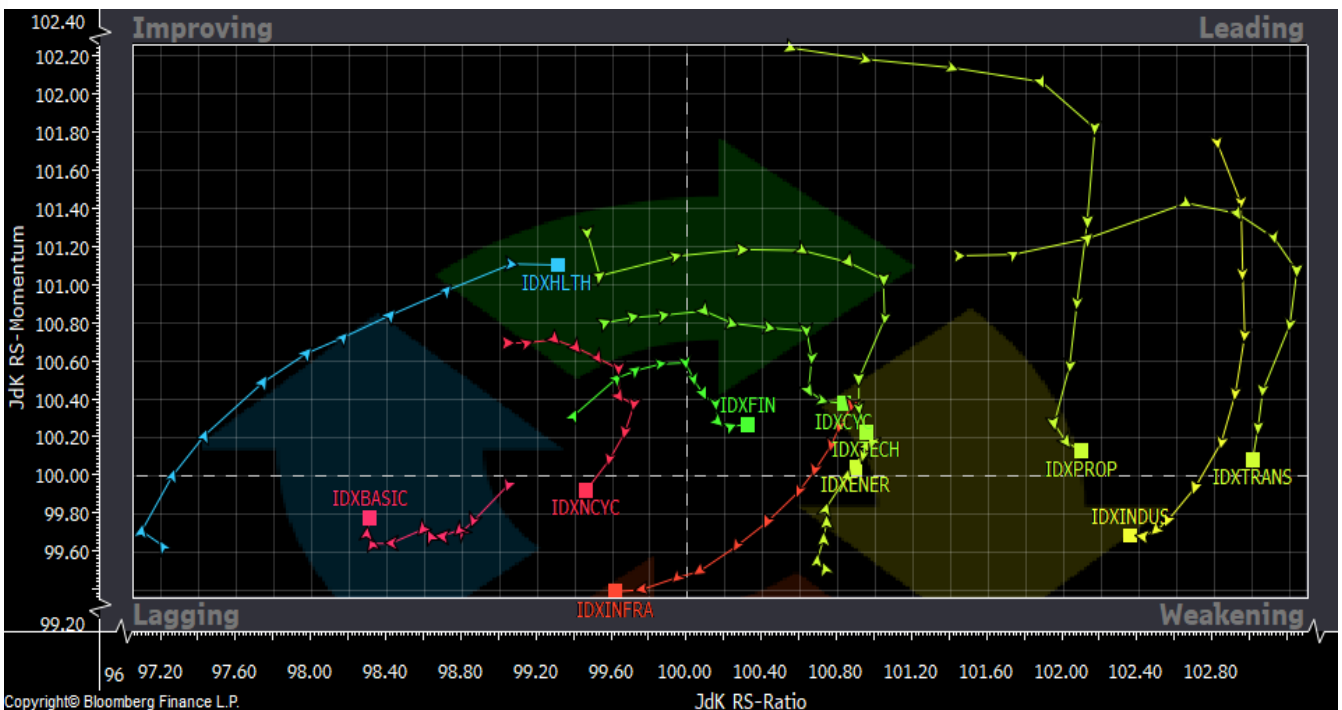 Improving
Leading
102.40
102.20
102.00
101.80
101.60
101.40
101.20
101.00
100.80
100.60
100.40
100.20
100.00
99.80
99.60
99.20
JdK RS-Momentum
IDXHLTH
IDXFIN
IDXCYC
IDXTECH
IDXENER
IDXPROP
IDXTRANS
IDXBASIC
IDXNCYC
IDXINDUS
IDXINFRA
Lagging
Weakening
96 97.20 97.60 98.00 98.40 98.80 99.20 99.60 100.00 100.40 100.80 101.20 101.60 102.00 102.40 102.80
Copyright© Bloomberg Finance L.P.
JdK RS-Ratio